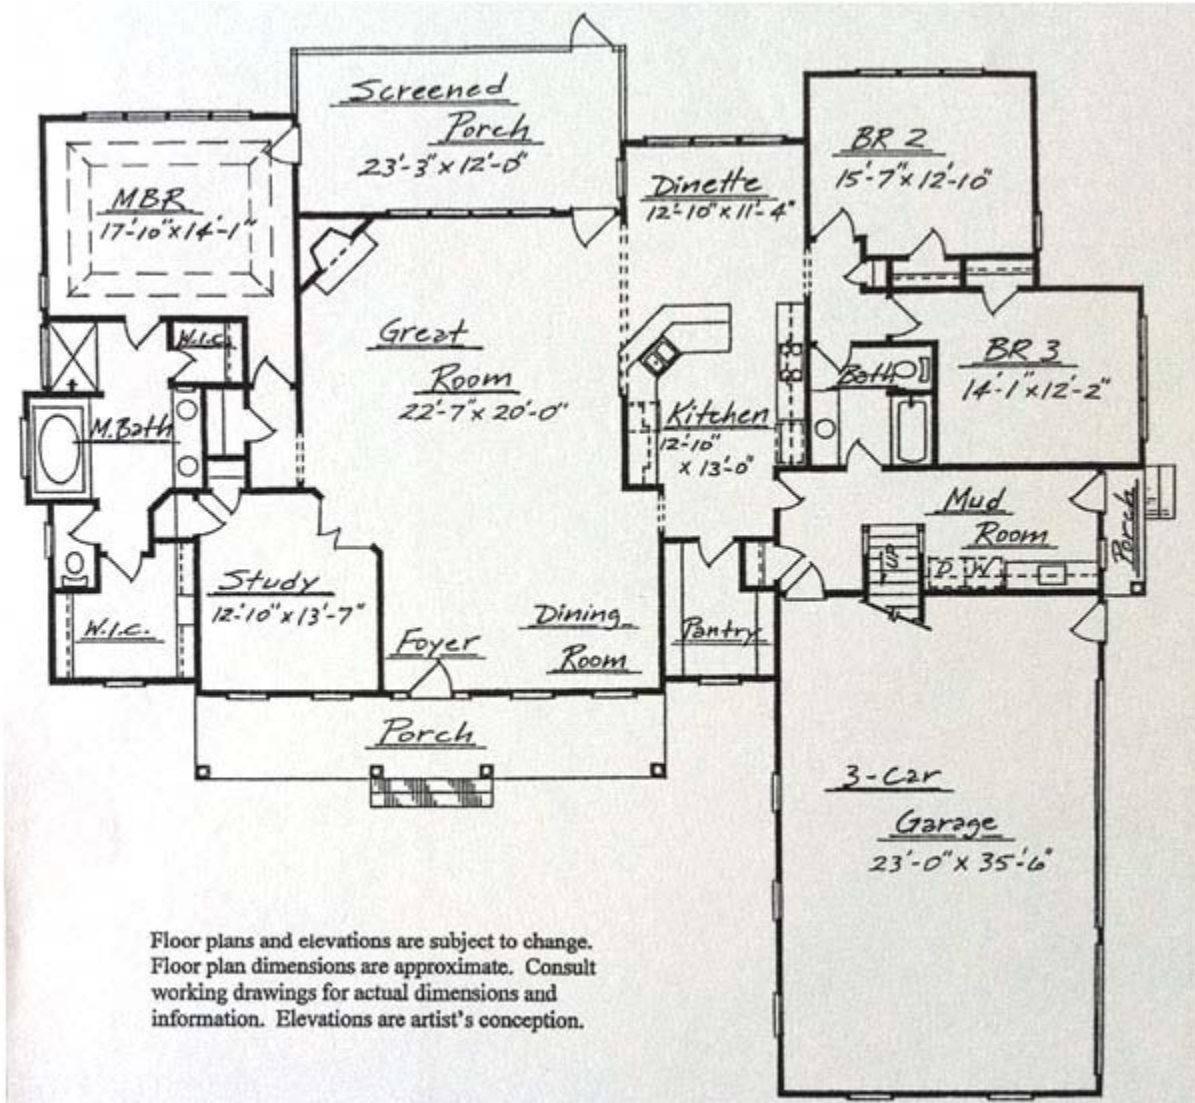 Screened
Porch
23'-3" x 12'-0"
BR 2
15'-7" x 12'-10"
MBR
17'-10" x 14'-1"
Dinette
12'-10" x 11'-4"
W.I.C.
Great
Room
22'-7" x 20'-0"
BR 3
14'-1" x 12'-2"
Bath
M. Bath
Kitchen
12'-10"
x 13'-0"
Mud
Room
Porch
UP
D
W
Study
12'-10" x 13'-7"
W.I.C.
Foyer
Dining
Room
Pantry
Porch
3-Car
Garage
23'-0" x 35'-6"
Floor plans and elevations are subject to change.
Floor plan dimensions are approximate. Consult
working drawings for actual dimensions and
information. Elevations are artist's conception.